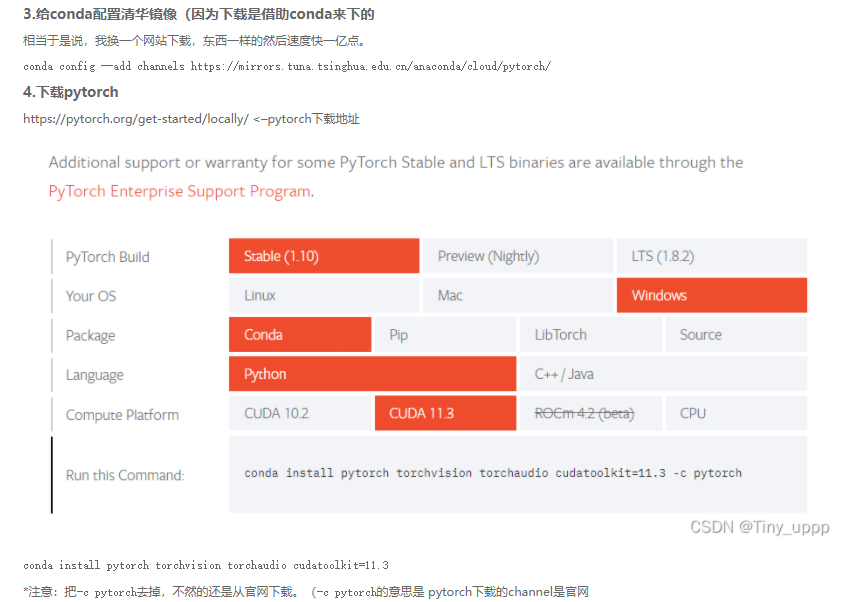 3.给conda配置清华镜像（因为下载是借助conda来下的
相当于是说，我换一个网站下载，东西一样的然后速度快一亿点。
conda config —add channels https://mirrors.tuna.tsinghua.edu.cn/anaconda/cloud/pytorch/
4.下载pytorch
https://pytorch.org/get-started/locally/ <–pytorch下载地址
Additional support or warranty for some PyTorch Stable and LTS binaries are available through the
PyTorch Enterprise Support Program.
PyTorch Build Stable (1.10) Preview (Nightly) LTS (1.8.2)
Your OS Linux Mac Windows
Package Conda Pip LibTorch Source
Language Python C++ / Java
Compute Platform CUDA 10.2 CUDA 11.3 ROCm 4.2 (beta) CPU
Run this Command: conda install pytorch torchvision torchaudio cudatoolkit=11.3 -c pytorch
CSDN @Tiny_uppp
conda install pytorch torchvision torchaudio cudatoolkit=11.3
*注意：把-c pytorch去掉，不然的还是从官网下载。（-c pytorch的意思是 pytorch下载的channel是官网